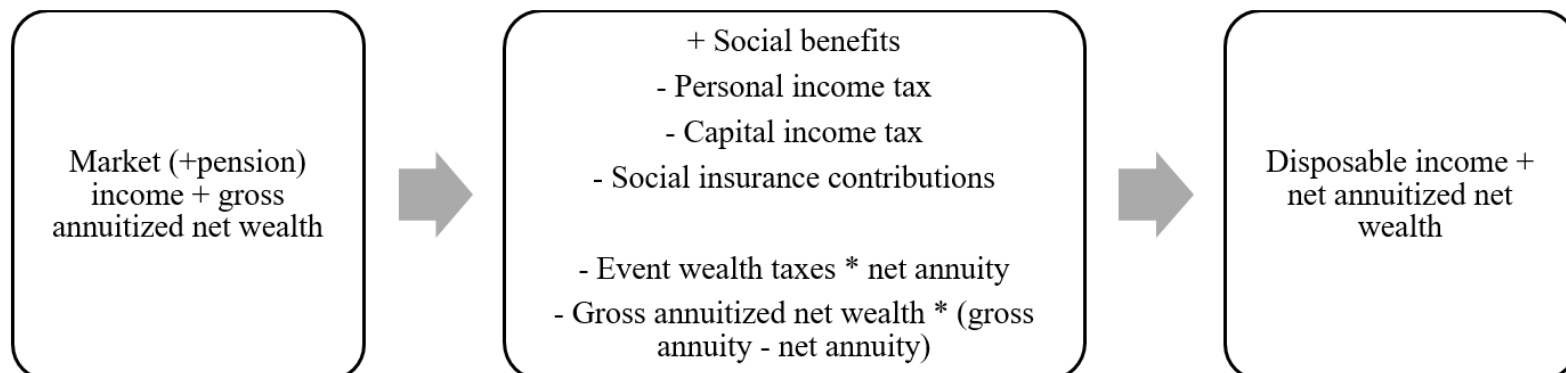 Market (+pension)
income + gross
annuitized net wealth
+ Social benefits
- Personal income tax
- Capital income tax
- Social insurance contributions
- Event wealth taxes * net annuity
- Gross annuitized net wealth * (gross
annuity - net annuity)
Disposable income +
net annuitized net
wealth